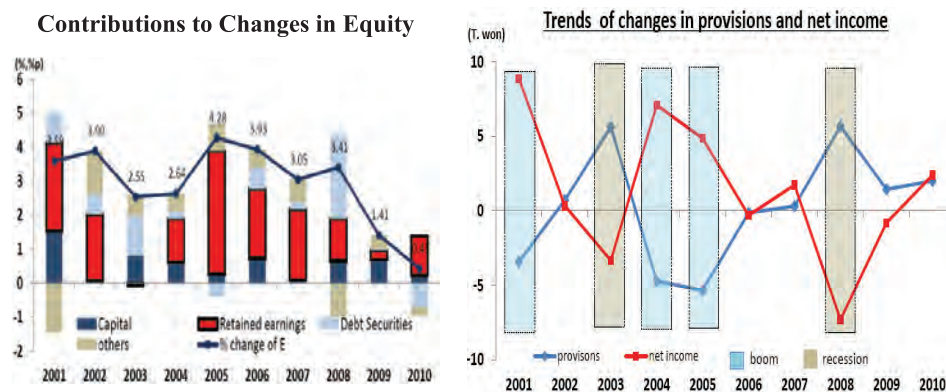 Contributions to Changes in Equity
(%,%p)
6
5
4
3
2
1
0
-1
-2
3.00
2.55
2.64
4.28
3.93
3.05
3.41
1.41
Capital
Retained earnings
Debt Securities
others
% change of E
2001 2002 2003 2004 2005 2006 2007 2008 2009 2010
Trends of changes in provisions and net income
(T. won)
10
5
0
-5
-10
provisons
net income
boom
recession
2001 2002 2003 2004 2005 2006 2007 2008 2009 2010